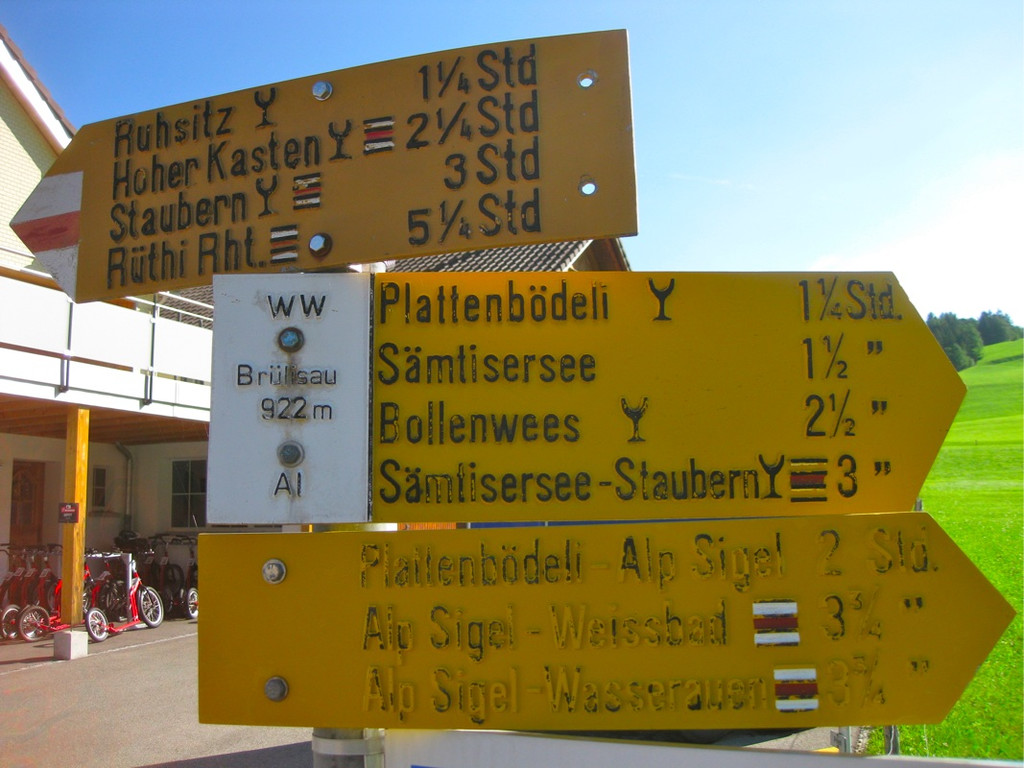 Ruhsitz 1¼ Std
Hoher Kasten 2¼ Std
Staubern 3 Std
Rüthi Rht. 5¼ Std
WW
Brülisau
922 m
AI
Plattenbödeli 1¼ Std.
Sämtisersee 1½ "
Bollenwees 2½ "
Sämtisersee-Staubern 3 "
Plattenbödeli - Alp Sigel 2 Std.
Alp Sigel - Weissbad 3¾ "
Alp Sigel - Wasserauen 3¾ "